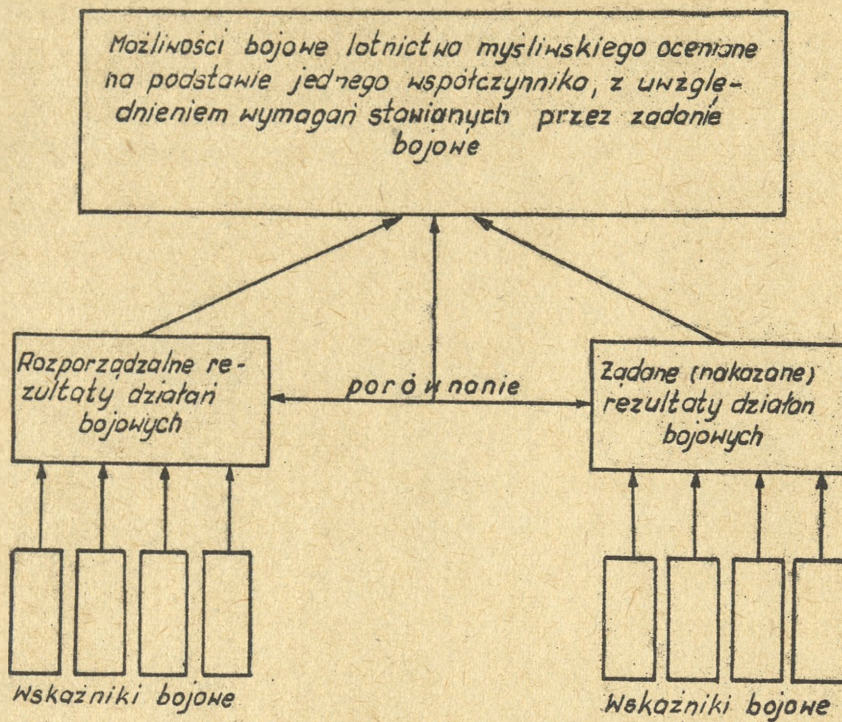 Możliwości bojowe lotnictwa myśliwskiego oceniane
na podstawie jednego współczynnika, z uwzglę-
dnieniem wymagań stawianych przez zadanie
bojowe
Rozporządzalne re-
zultaty działań
bojowych
porównanie
Żądane (nakazane)
rezultaty działań
bojowych
Wskaźniki bojowe
Wskaźniki bojowe